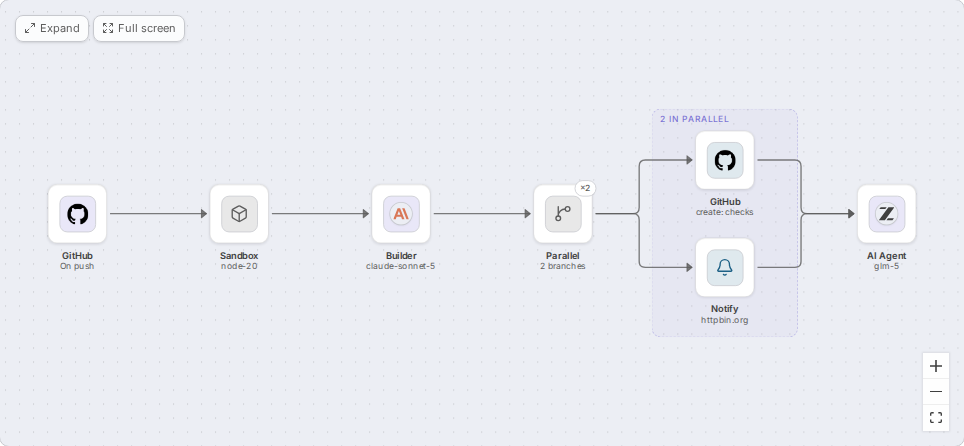 Expand
Full screen
2 IN PARALLEL
×2
GitHub
On push
Sandbox
node-20
Builder
claude-sonnet-5
Parallel
2 branches
GitHub
create: checks
Notify
httpbin.org
AI Agent
glm-5